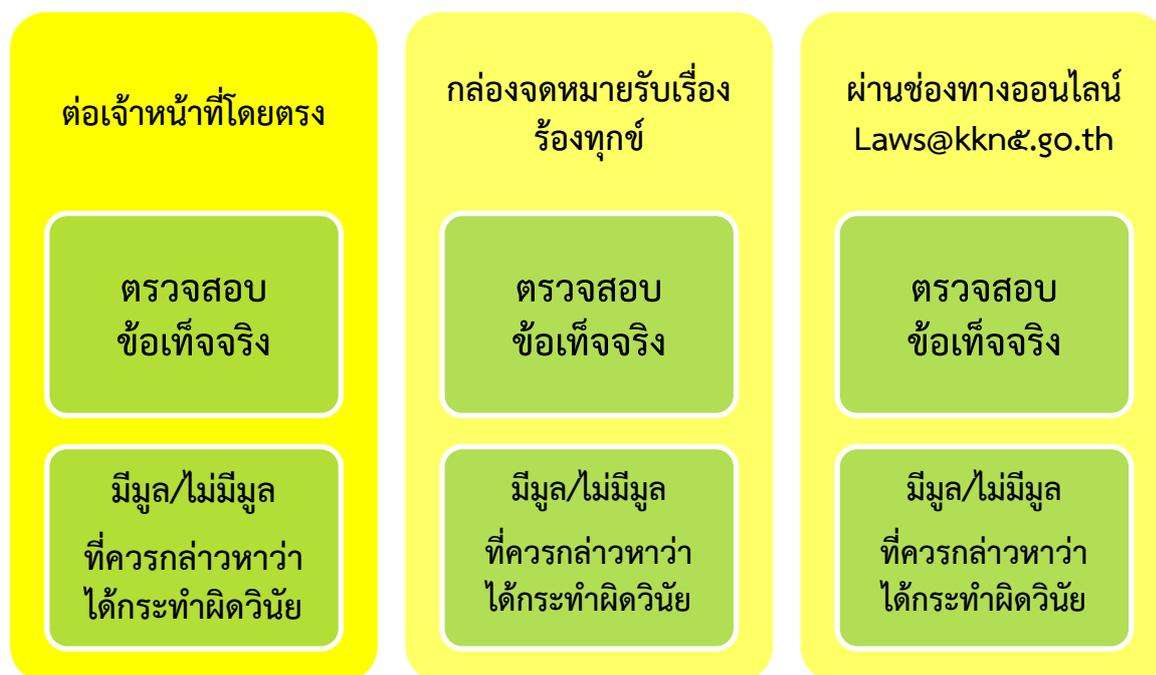 ต่อเจ้าหน้าที่โดยตรง
ตรวจสอบ
ข้อเท็จจริง
มีมูล/ไม่มีมูล
ที่ควรกล่าวหาว่า
ได้กระทำผิดวินัย
กล่องจดหมายรับเรื่อง
ร้องทุกข์
ตรวจสอบ
ข้อเท็จจริง
มีมูล/ไม่มีมูล
ที่ควรกล่าวหาว่า
ได้กระทำผิดวินัย
ผ่านช่องทางออนไลน์
Laws@kkn๕.go.th
ตรวจสอบ
ข้อเท็จจริง
มีมูล/ไม่มีมูล
ที่ควรกล่าวหาว่า
ได้กระทำผิดวินัย